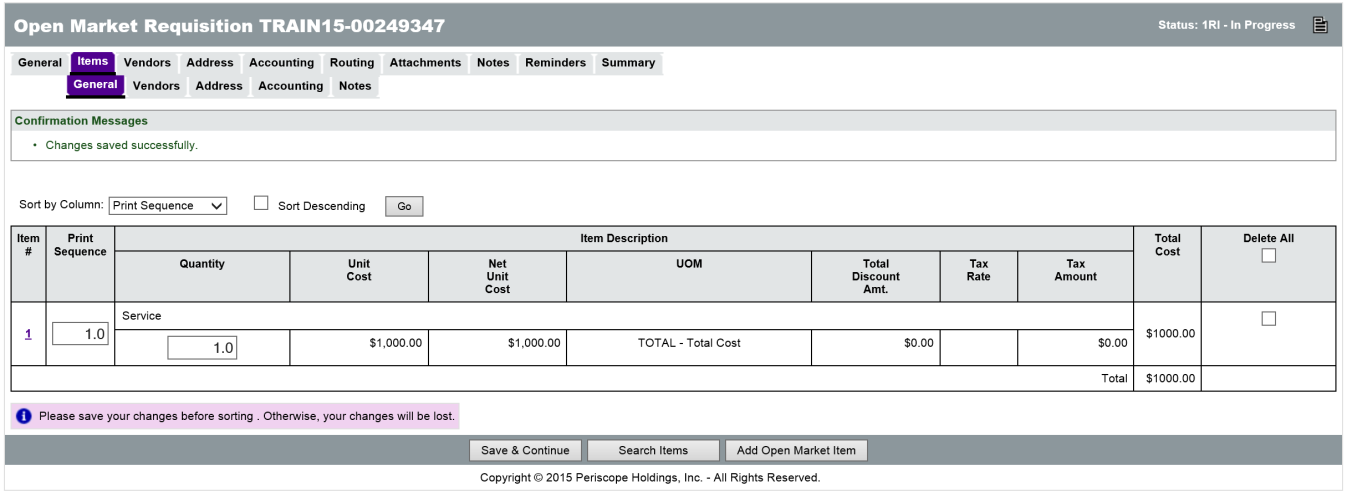 Open Market Requisition TRAIN15-00249347
Status: 1RI - In Progress
General Items Vendors Address Accounting Routing Attachments Notes Reminders Summary
General Vendors Address Accounting Notes
Confirmation Messages
• Changes saved successfully.
Sort by Column: Print Sequence Sort Descending Go
Item # Print Sequence Item Description Total Cost Delete All
Quantity Unit Cost Net Unit Cost UOM Total Discount Amt. Tax Rate Tax Amount
Service
1 1.0 1.0 $1,000.00 $1,000.00 TOTAL - Total Cost $0.00 $0.00 $1000.00
Total $1000.00
Please save your changes before sorting . Otherwise, your changes will be lost.
Save & Continue Search Items Add Open Market Item
Copyright © 2015 Periscope Holdings, Inc. - All Rights Reserved.